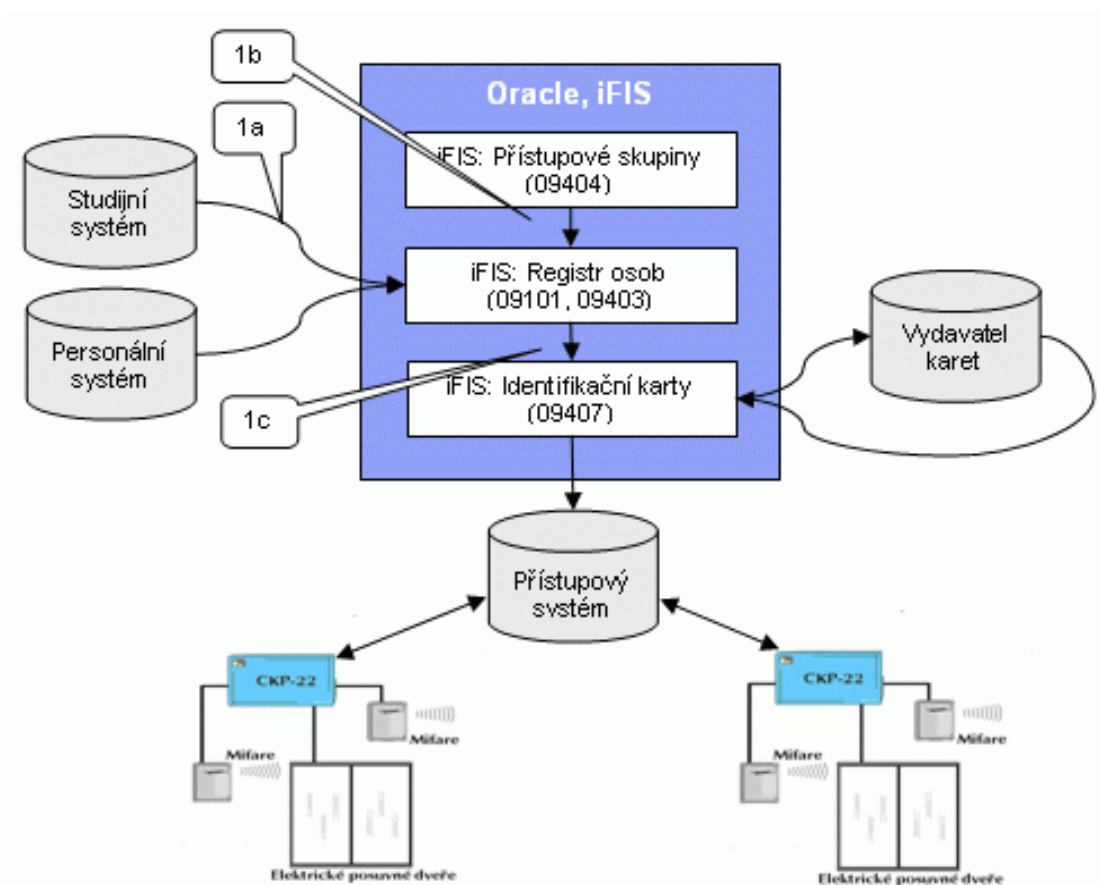 1b
Oracle, iFIS
1a
iFIS: Přístupové skupiny
(09404)
Studijní
systém
iFIS: Registr osob
(09101, 09403)
Personální
systém
Vydavatel
karet
iFIS: Identifikační karty
(09407)
1c
Přístupový
systém
CKP-22
Mifare
Mifare
Elektrické posuvné dveře
CKP-22
Mifare
Mifare
Elektrické posuvné dveře